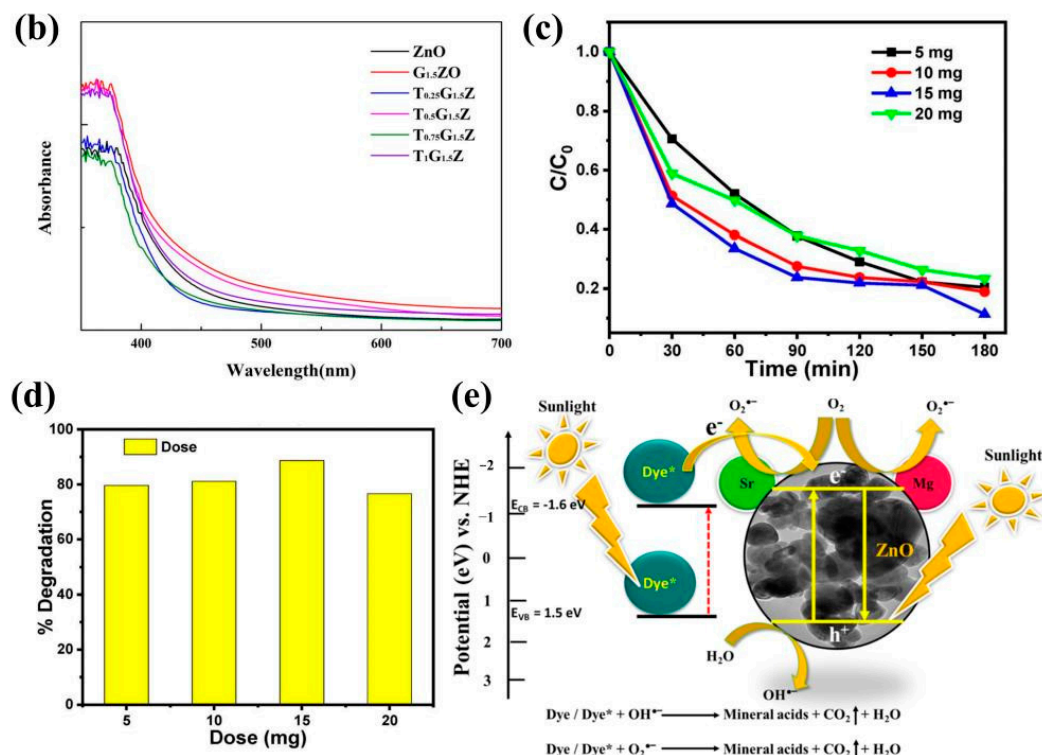 (b)
ZnO
G1.5ZO
T0.25G1.5Z
T0.5G1.5Z
T0.75G1.5Z
T1G1.5Z
Absorbance
400 500 600 700
Wavelength(nm)
(c)
5 mg
10 mg
15 mg
20 mg
C/C0
1.0
0.8
0.6
0.4
0.2
0 30 60 90 120 150 180
Time (min)
(d)
Dose
% Degradation
100
80
60
40
20
0
5 10 15 20
Dose (mg)
(e)
Sunlight
Potential (eV) vs. NHE
-2
-1
0
1
2
3
ECB = -1.6 eV
EVB 1.5 eV
Dye*
Dye*
e-
O2•– O2 O2•–
Sr
Mg
e-
ZnO
h+
Sunlight
H2O
OH•–
Dye / Dye* + OH•– ⟶ Mineral acids + CO2↑ + H2O
Dye / Dye* + O2•– ⟶ Mineral acids + CO2↑ + H2O